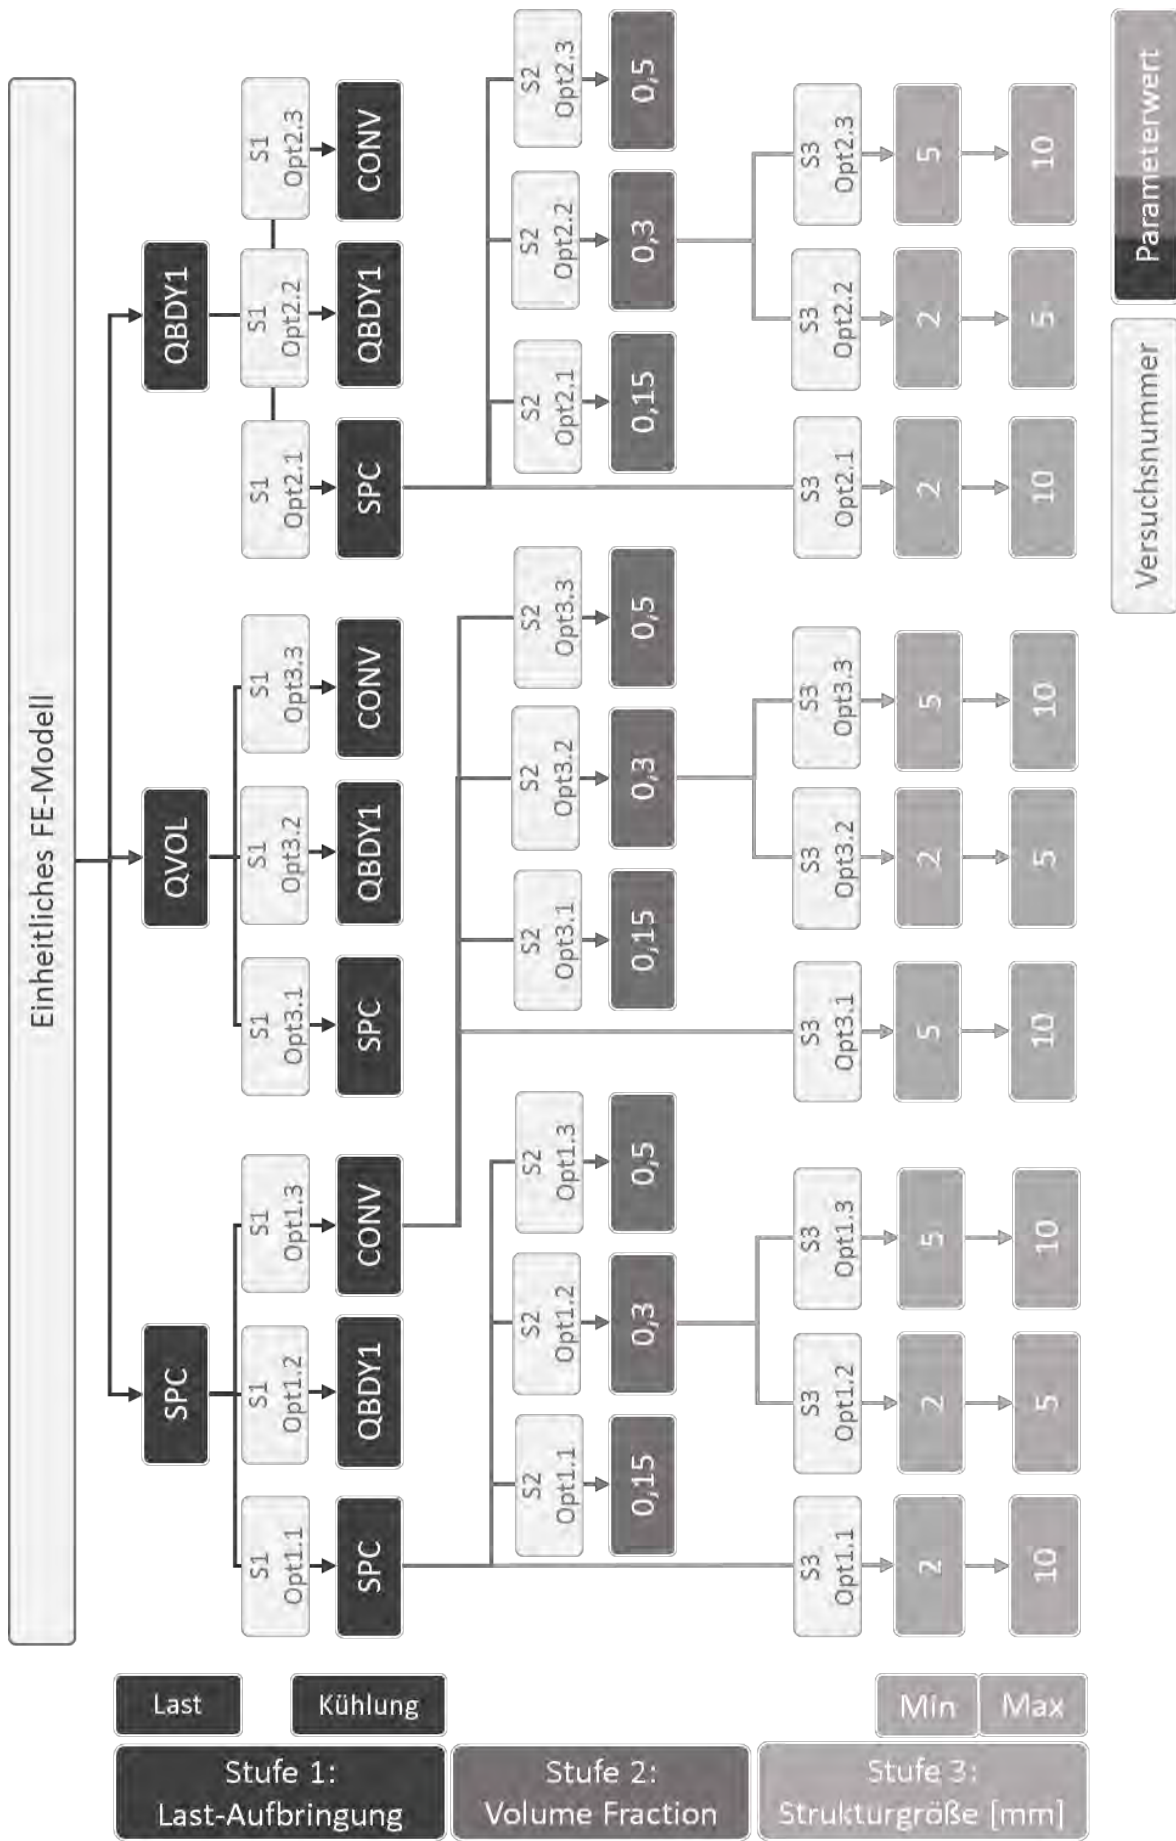 Einheitliches FE-Modell
Stufe 1:
Last-Aufbringung
Last
SPC
QVOL
QBDY1
S1
Opt1.1
S1
Opt1.2
S1
Opt1.3
S1
Opt3.1
S1
Opt3.2
S1
Opt3.3
S1
Opt2.1
S1
Opt2.2
S1
Opt2.3
Kühlung
SPC
QBDY1
CONV
SPC
QBDY1
CONV
SPC
QBDY1
CONV
Stufe 2:
Volume Fraction
S2
Opt1.1
S2
Opt1.2
S2
Opt1.3
S2
Opt3.1
S2
Opt3.2
S2
Opt3.3
S2
Opt2.1
S2
Opt2.2
S2
Opt2.3
0,15
0,3
0,5
0,15
0,3
0,5
0,15
0,3
0,5
Stufe 3:
Strukturgröße [mm]
S3
Opt1.1
S3
Opt1.2
S3
Opt1.3
S3
Opt3.1
S3
Opt3.2
S3
Opt3.3
S3
Opt2.1
S3
Opt2.2
S3
Opt2.3
Min
2
2
5
5
2
5
2
2
5
Max
10
5
10
10
5
10
10
5
10
Versuchsnummer
Parameterwert